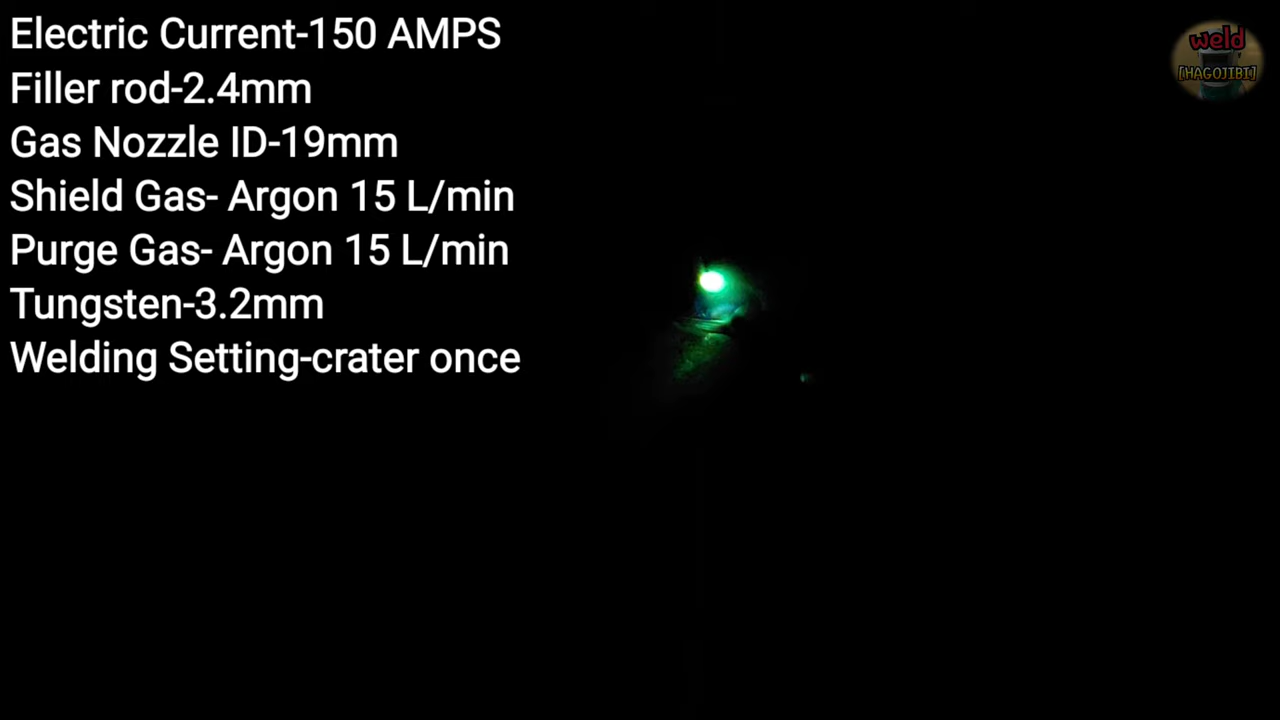 Electric Current-150 AMPS
Filler rod-2.4mm
Gas Nozzle ID-19mm
Shield Gas- Argon 15 L/min
Purge Gas- Argon 15 L/min
Tungsten-3.2mm
Welding Setting-crater once
weld
[HAGOJIBI]